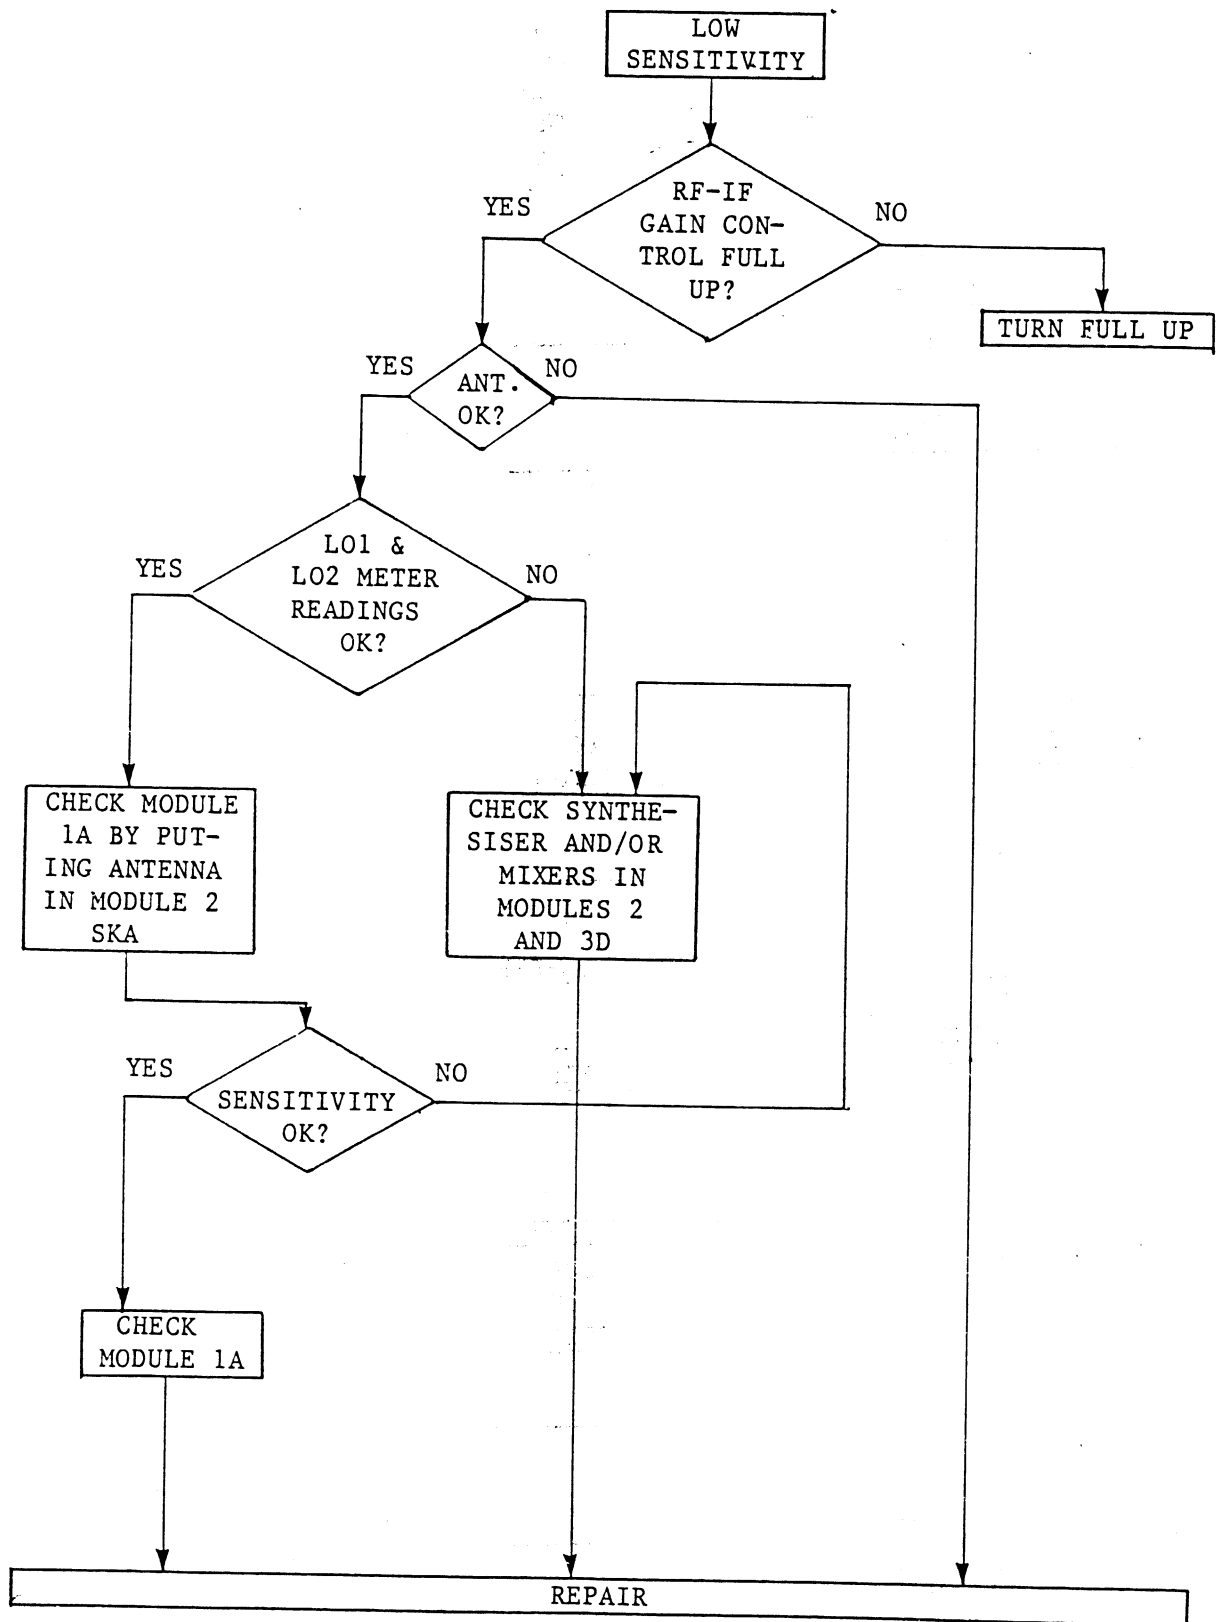 LOW
SENSITIVITY
RF-IF
GAIN CON-
TROL FULL
UP?
YES
NO
TURN FULL UP
YES
NO
ANT.
OK?
LO1 &
LO2 METER
READINGS
OK?
YES
NO
CHECK MODULE
1A BY PUT-
ING ANTENNA
IN MODULE 2
SKA
CHECK SYNTHE-
SISER AND/OR
MIXERS IN
MODULES 2
AND 3D
YES
NO
SENSITIVITY
OK?
CHECK
MODULE 1A
REPAIR